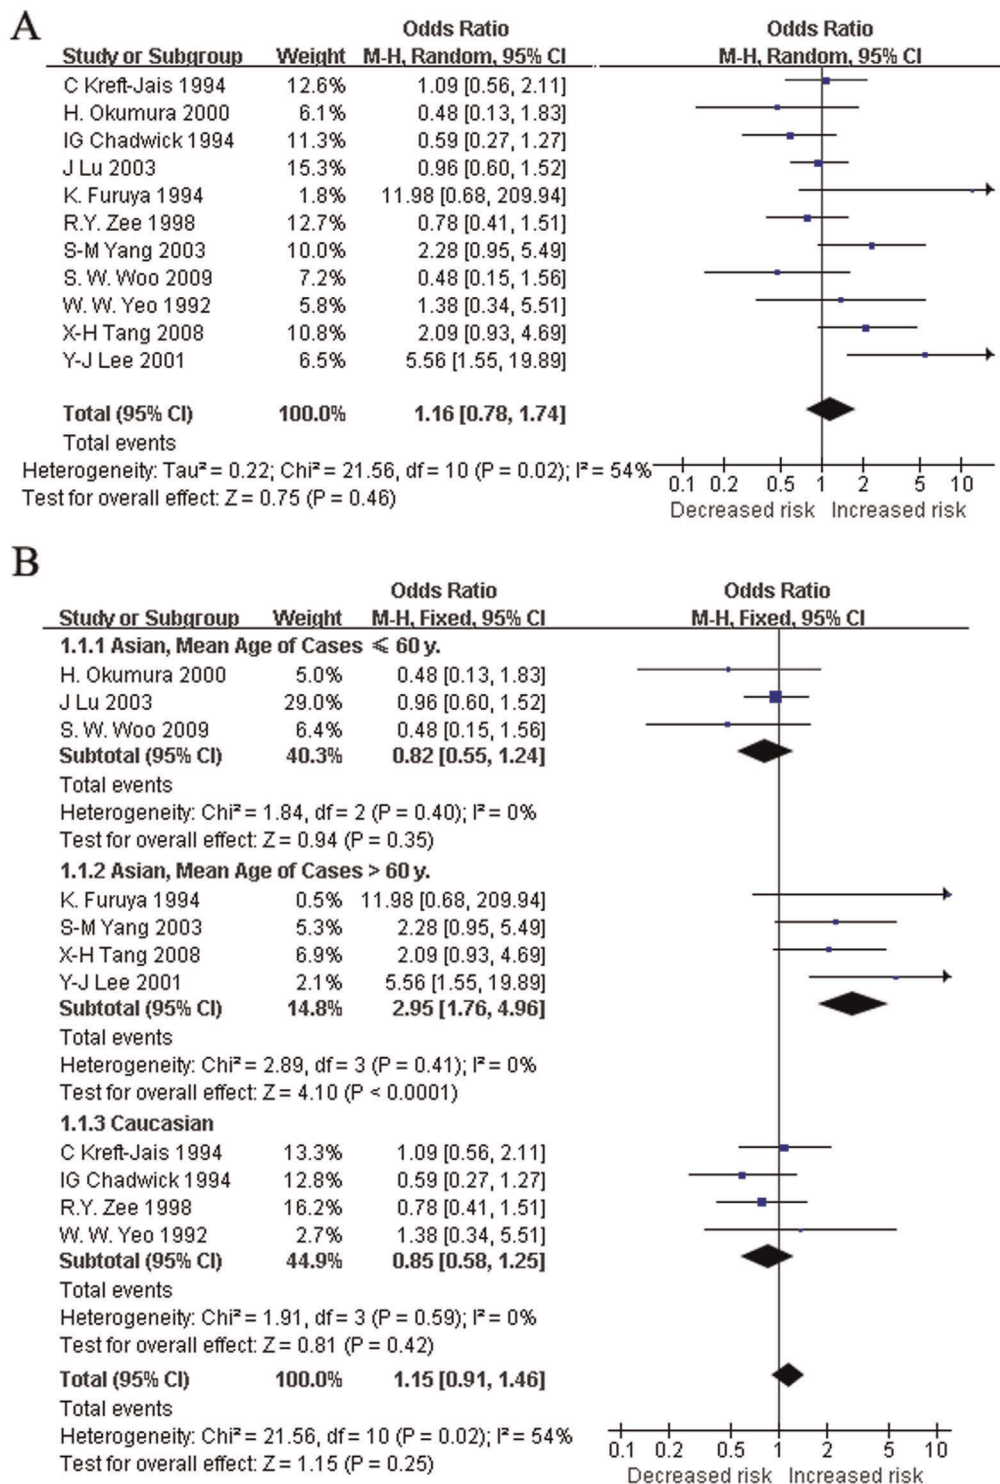 A
Odds Ratio Odds Ratio
Study or Subgroup Weight M-H, Random, 95% CI M-H, Random, 95% CI
C Kreft-Jais 1994 12.6% 1.09 [0.56, 2.11]
H. Okumura 2000 6.1% 0.48 [0.13, 1.83]
IG Chadwick 1994 11.3% 0.59 [0.27, 1.27]
J Lu 2003 15.3% 0.96 [0.60, 1.52]
K. Furuya 1994 1.8% 11.98 [0.68, 209.94]
R.Y. Zee 1998 12.7% 0.78 [0.41, 1.51]
S-M Yang 2003 10.0% 2.28 [0.95, 5.49]
S. W. Woo 2009 7.2% 0.48 [0.15, 1.56]
W. W. Yeo 1992 5.8% 1.38 [0.34, 5.51]
X-H Tang 2008 10.8% 2.09 [0.93, 4.69]
Y-J Lee 2001 6.5% 5.56 [1.55, 19.89]
Total (95% CI) 100.0% 1.16 [0.78, 1.74]
Total events
Heterogeneity: Tau² = 0.22; Chi² = 21.56, df = 10 (P = 0.02); I² = 54%
Test for overall effect: Z = 0.75 (P = 0.46)
0.1 0.2 0.5 1 2 5 10
Decreased risk Increased risk
B
Odds Ratio Odds Ratio
Study or Subgroup Weight M-H, Fixed, 95% CI M-H, Fixed, 95% CI
1.1.1 Asian, Mean Age of Cases ⩽ 60 y.
H. Okumura 2000 5.0% 0.48 [0.13, 1.83]
J Lu 2003 29.0% 0.96 [0.60, 1.52]
S. W. Woo 2009 6.4% 0.48 [0.15, 1.56]
Subtotal (95% CI) 40.3% 0.82 [0.55, 1.24]
Total events
Heterogeneity: Chi² = 1.84, df = 2 (P = 0.40); I² = 0%
Test for overall effect: Z = 0.94 (P = 0.35)
1.1.2 Asian, Mean Age of Cases > 60 y.
K. Furuya 1994 0.5% 11.98 [0.68, 209.94]
S-M Yang 2003 5.3% 2.28 [0.95, 5.49]
X-H Tang 2008 6.9% 2.09 [0.93, 4.69]
Y-J Lee 2001 2.1% 5.56 [1.55, 19.89]
Subtotal (95% CI) 14.8% 2.95 [1.76, 4.96]
Total events
Heterogeneity: Chi² = 2.89, df = 3 (P = 0.41); I² = 0%
Test for overall effect: Z = 4.10 (P < 0.0001)
1.1.3 Caucasian
C Kreft-Jais 1994 13.3% 1.09 [0.56, 2.11]
IG Chadwick 1994 12.8% 0.59 [0.27, 1.27]
R.Y. Zee 1998 16.2% 0.78 [0.41, 1.51]
W. W. Yeo 1992 2.7% 1.38 [0.34, 5.51]
Subtotal (95% CI) 44.9% 0.85 [0.58, 1.25]
Total events
Heterogeneity: Chi² = 1.91, df = 3 (P = 0.59); I² = 0%
Test for overall effect: Z = 0.81 (P = 0.42)
Total (95% CI) 100.0% 1.15 [0.91, 1.46]
Total events
Heterogeneity: Chi² = 21.56, df = 10 (P = 0.02); I² = 54%
Test for overall effect: Z = 1.15 (P = 0.25)
0.1 0.2 0.5 1 2 5 10
Decreased risk Increased risk